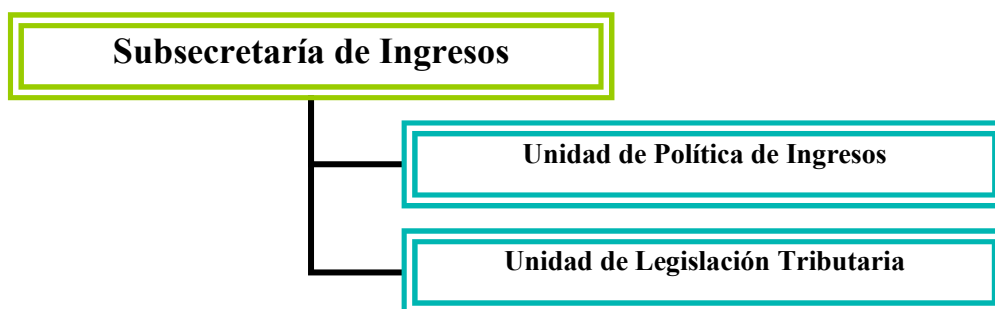 Subsecretaría de Ingresos
Unidad de Política de Ingresos
Unidad de Legislación Tributaria